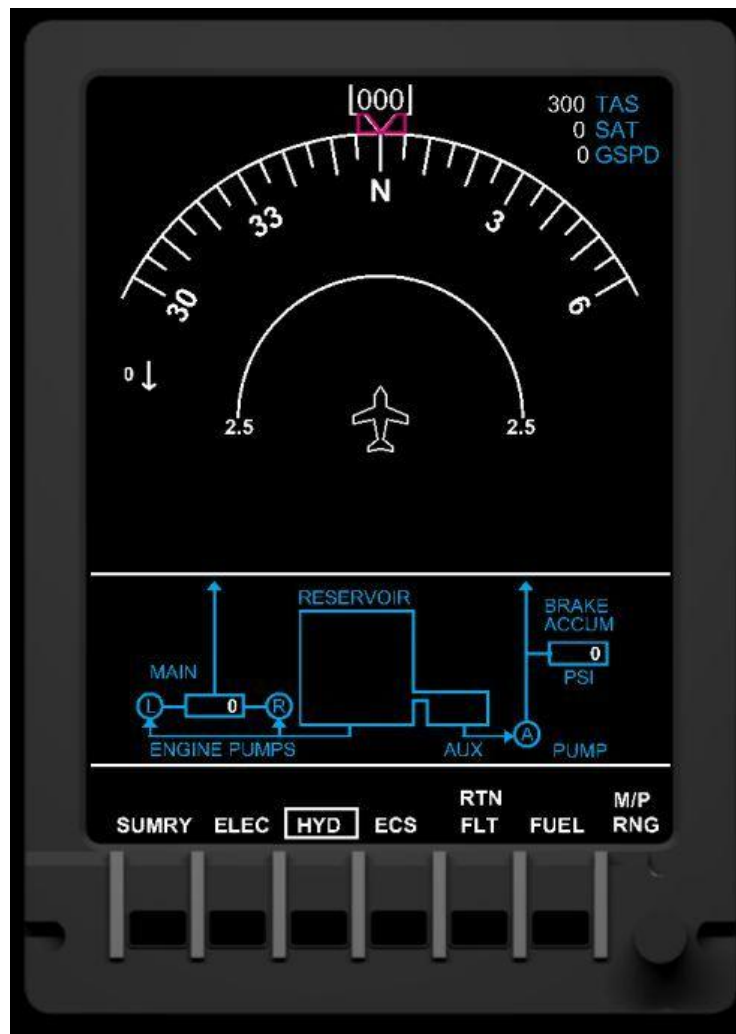 [000]
300 TAS
0 SAT
0 GSPD
N
33
3
30
6
0
2.5
2.5
RESERVOIR
BRAKE
ACCUM
0
PSI
MAIN
L
0
R
A
ENGINE PUMPS
AUX
PUMP
SUMRY
ELEC
HYD
ECS
RTN
FLT
FUEL
M/P
RNG